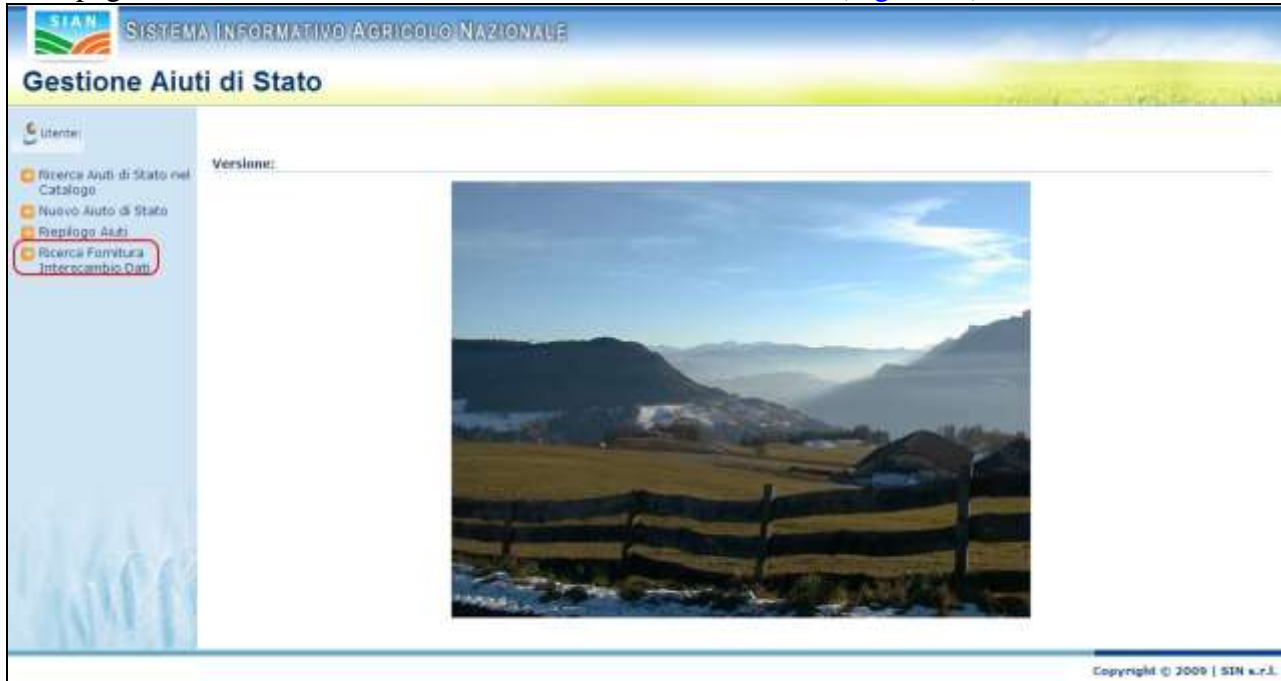 SIAN
SISTEMA INFORMATIVO AGRICOLO NAZIONALE
Gestione Aiuti di Stato
Utente:
Versione:
Ricerca Aiuti di Stato nel
Catalogo
Nuovo Aiuto di Stato
Riepilogo Aiuti
Ricerca Fornitura
Interscambio Dati
Copyright © 2009 | SIN s.r.l.